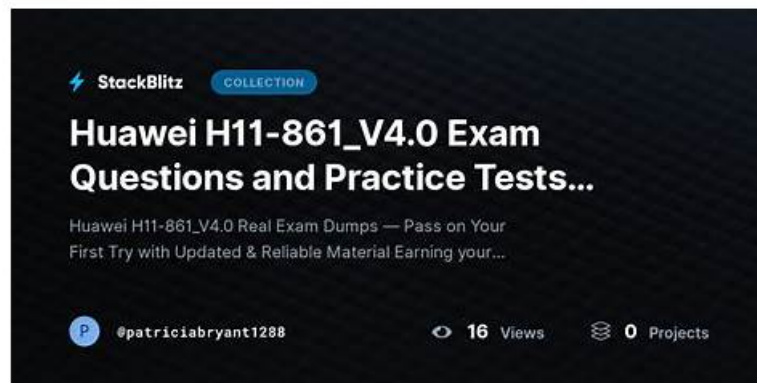 StackBlitz COLLECTION
Huawei H11-861_V4.0 Exam
Questions and Practice Tests...
Huawei H11-861_V4.0 Real Exam Dumps — Pass on Your
First Try with Updated & Reliable Material Earning your...
P @patriciabryant1288 16 Views 0 Projects